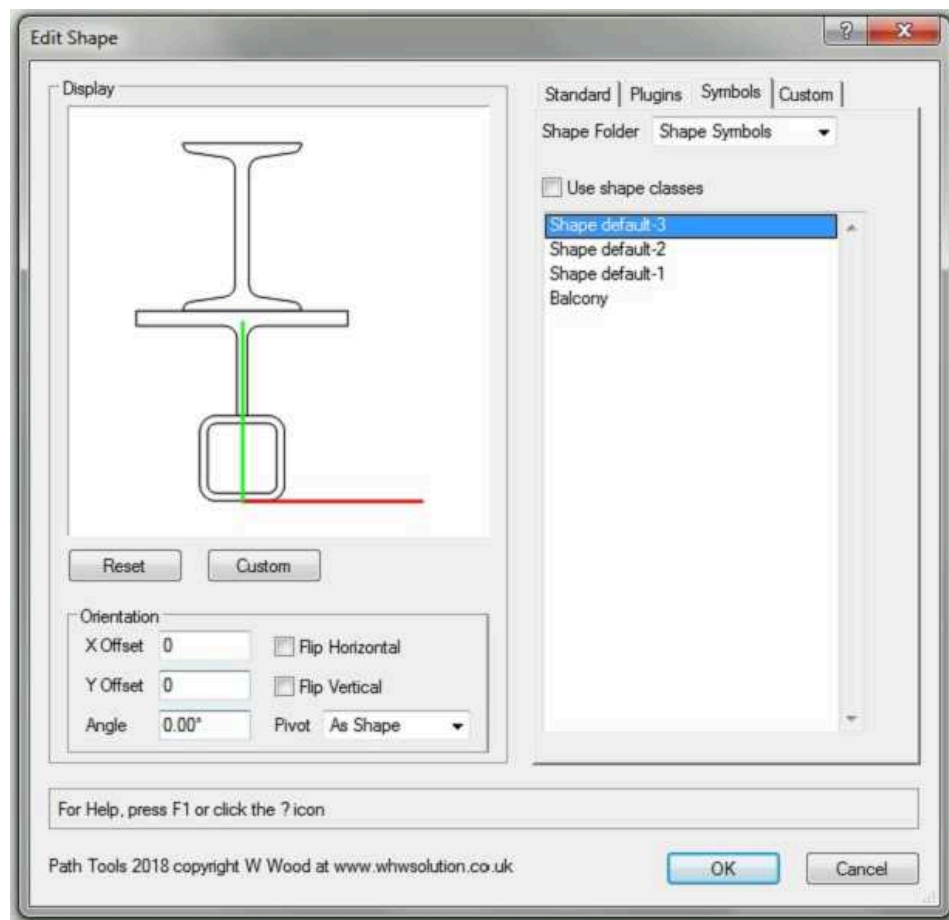 Edit Shape
Display
Standard Plugins Symbols Custom
Shape Folder Shape Symbols
Use shape classes
Shape default-3
Shape default-2
Shape default-1
Balcony
Reset Custom
Orientation
X Offset 0 Flip Horizontal
Y Offset 0 Flip Vertical
Angle 0.00° Pivot As Shape
For Help, press F1 or click the ? icon
Path Tools 2018 copyright W Wood at www.whwsolution.co.uk
OK Cancel